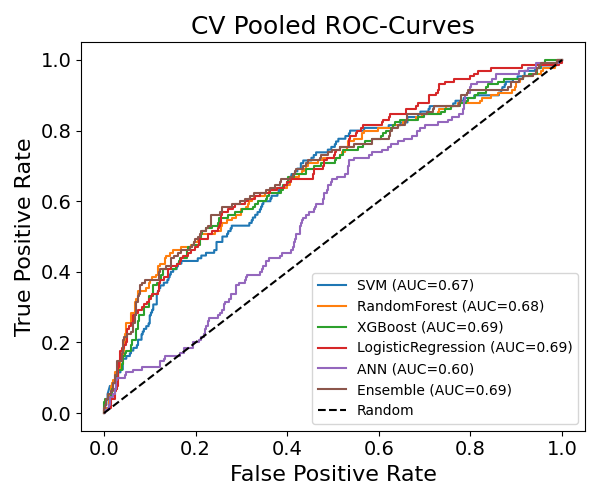 CV Pooled ROC-Curves
True Positive Rate
1.0
0.8
0.6
0.4
0.2
0.0
SVM (AUC=0.67)
RandomForest (AUC=0.68)
XGBoost (AUC=0.69)
LogisticRegression (AUC=0.69)
ANN (AUC=0.60)
Ensemble (AUC=0.69)
Random
0.0 0.2 0.4 0.6 0.8 1.0
False Positive Rate